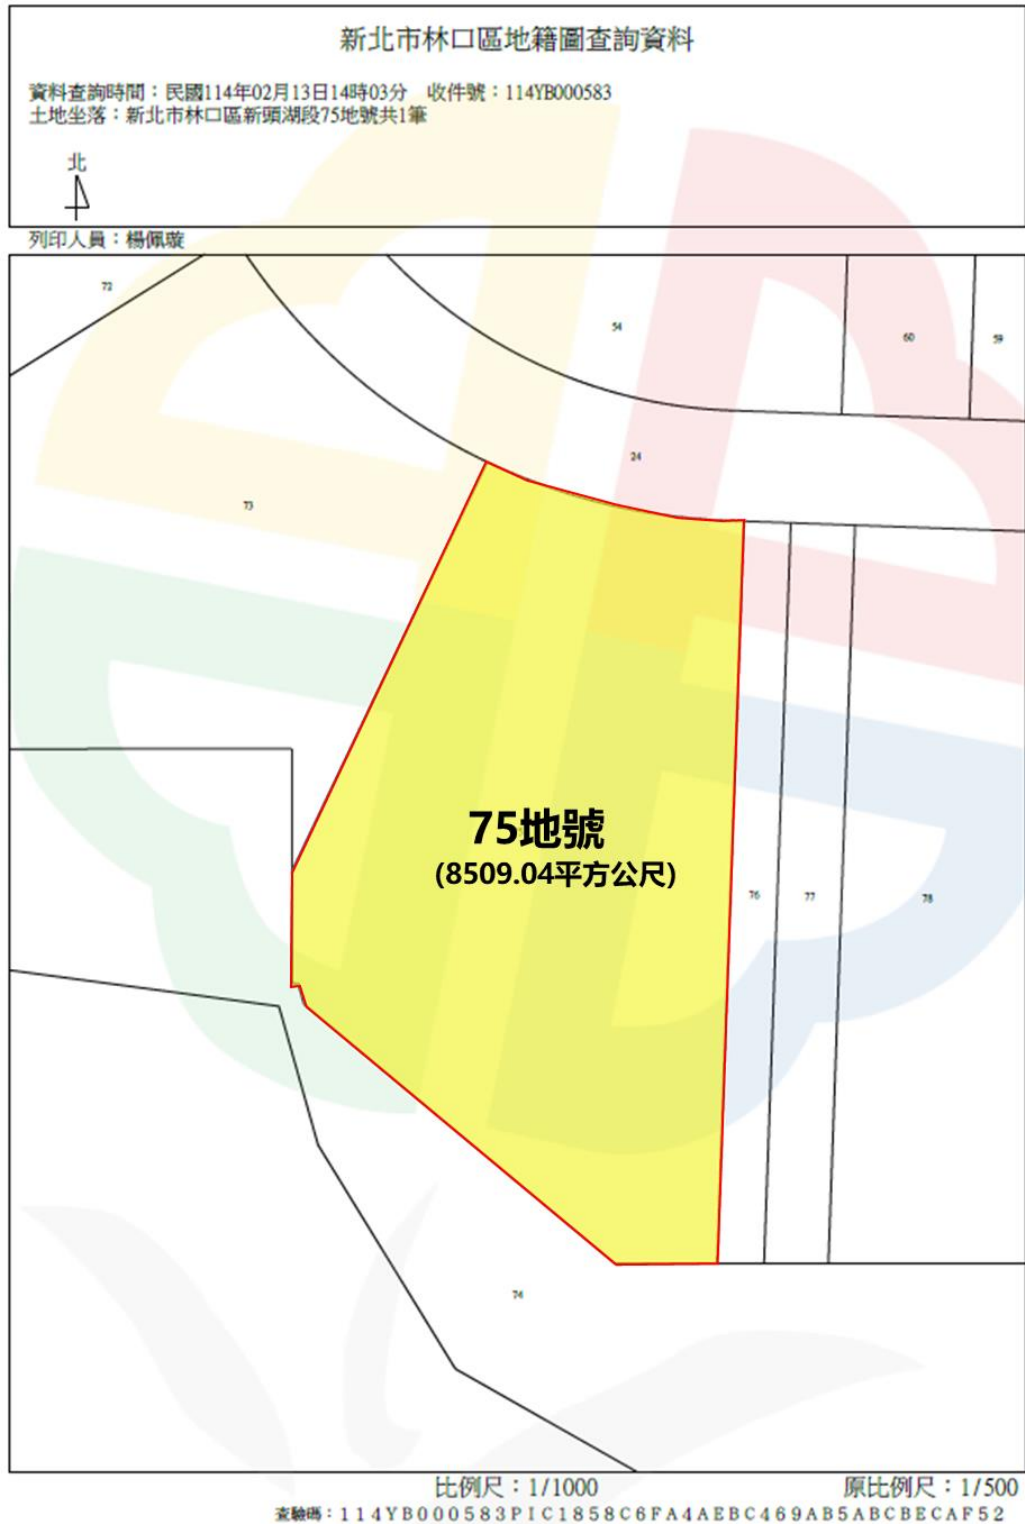 新北市林口區地籍圖查詢資料
資料查詢時間：民國114年02月13日14時03分　收件號：114YB000583
土地坐落：新北市林口區新頭湖段75地號共1筆
北
列印人員：楊佩璇
72
54
60
59
24
73
75地號
(8509.04平方公尺)
76
77
78
74
比例尺：1/1000
原比例尺：1/500
查驗碼：114YB000583PIC1858C6FA4AEBC469AB5ABCBECAF52